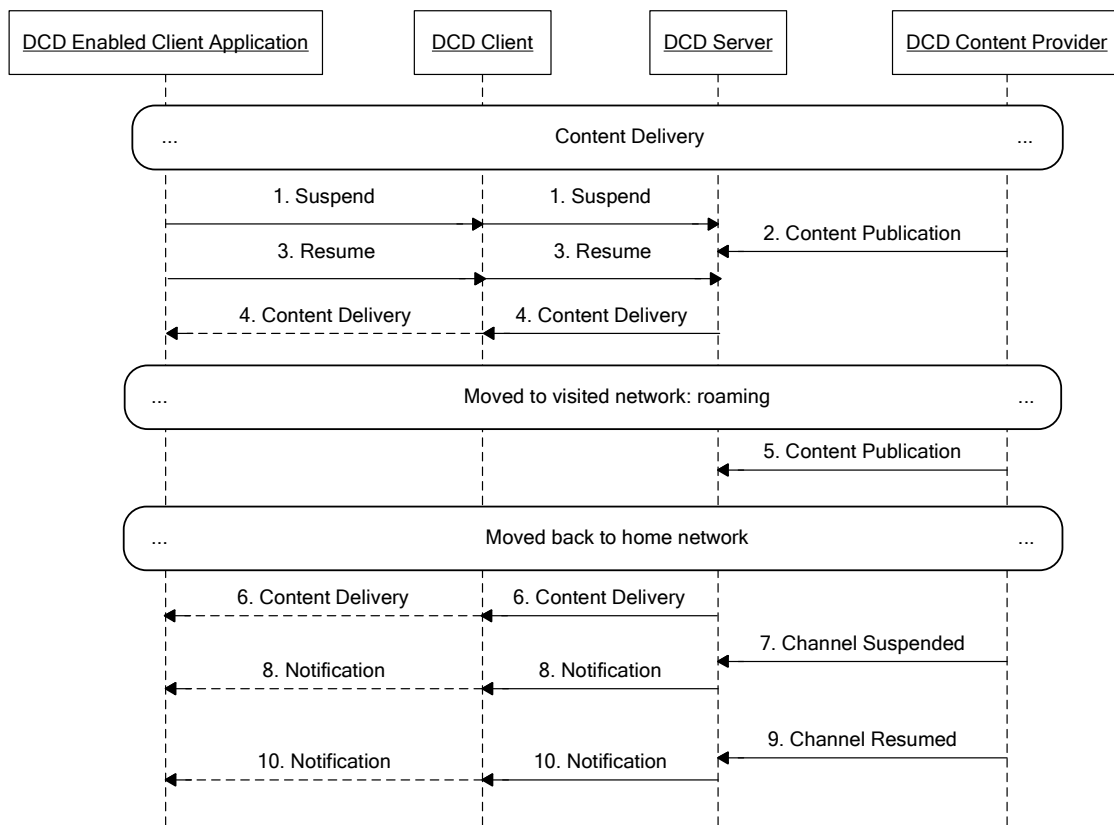 DCD Enabled Client Application
DCD Client
DCD Server
DCD Content Provider
... Content Delivery ...
1. Suspend
1. Suspend
2. Content Publication
3. Resume
3. Resume
4. Content Delivery
4. Content Delivery
... Moved to visited network: roaming ...
5. Content Publication
... Moved back to home network ...
6. Content Delivery
6. Content Delivery
7. Channel Suspended
8. Notification
8. Notification
9. Channel Resumed
10. Notification
10. Notification